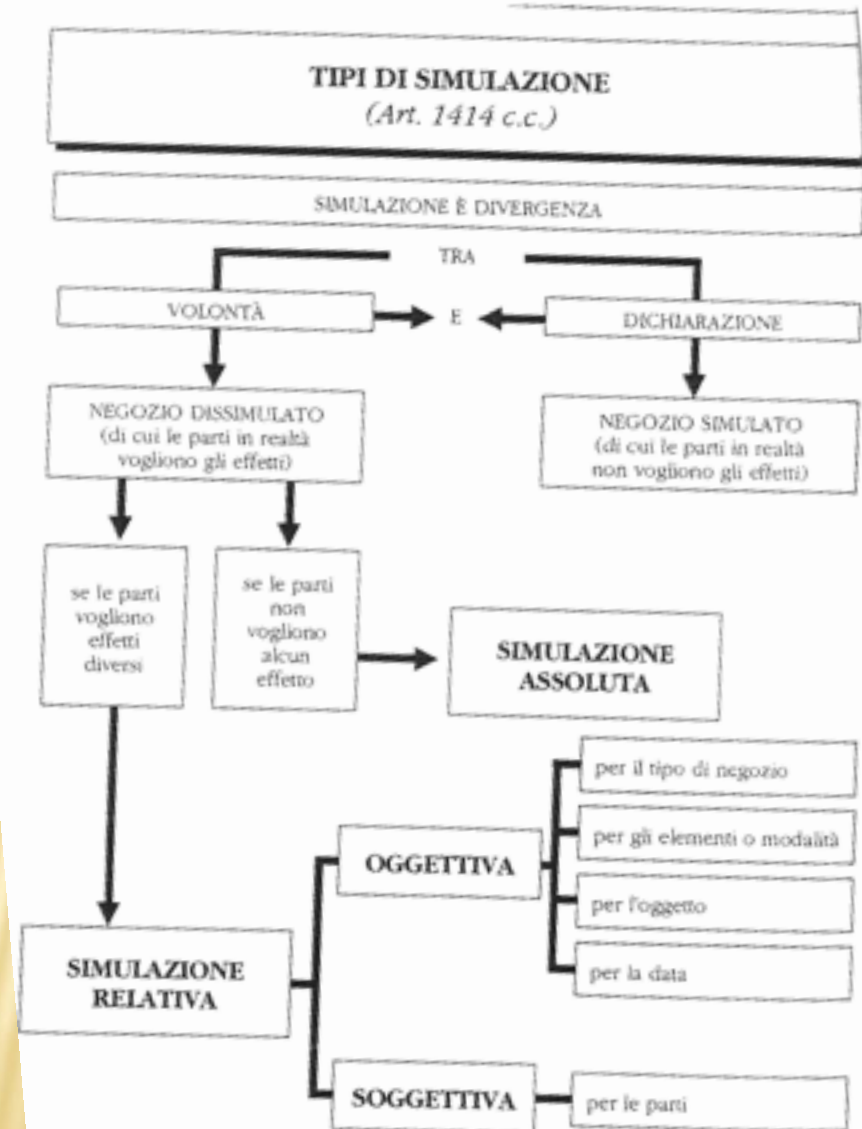 TIPI DI SIMULAZIONE
(Art. 1414 c.c.)
SIMULAZIONE È DIVERGENZA
TRA
VOLONTÀ
E
DICHIARAZIONE
NEGOZIO DISSIMULATO
(di cui le parti in realtà
vogliono gli effetti)
NEGOZIO SIMULATO
(di cui le parti in realtà
non vogliono gli effetti)
se le parti
vogliono
effetti
diversi
se le parti
non
vogliono
alcun
effetto
SIMULAZIONE
ASSOLUTA
per il tipo di negozio
per gli elementi o modalità
OGGETTIVA
per l'oggetto
per la data
SIMULAZIONE
RELATIVA
SOGGETTIVA
per le parti